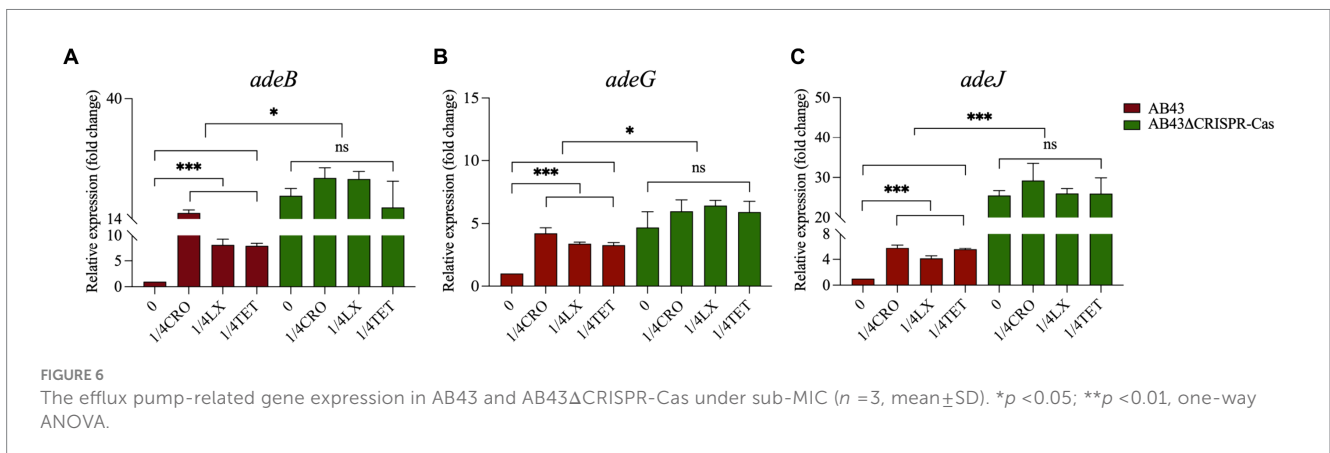 A
adeB
Relative expression (fold change)
40
14
10
5
0
*
***
ns
0
1/4CRO
1/4LX
1/4TET
0
1/4CRO
1/4LX
1/4TET
B
adeG
Relative expression (fold change)
15
10
5
0
*
***
ns
0
1/4CRO
1/4LX
1/4TET
0
1/4CRO
1/4LX
1/4TET
C
adeJ
Relative expression (fold change)
50
40
30
20
8
4
0
***
***
ns
0
1/4CRO
1/4LX
1/4TET
0
1/4CRO
1/4LX
1/4TET
AB43
AB43ΔCRISPR-Cas
FIGURE 6
The efflux pump-related gene expression in AB43 and AB43ΔCRISPR-Cas under sub-MIC (n =3, mean±SD). *p <0.05; **p <0.01, one-way
ANOVA.